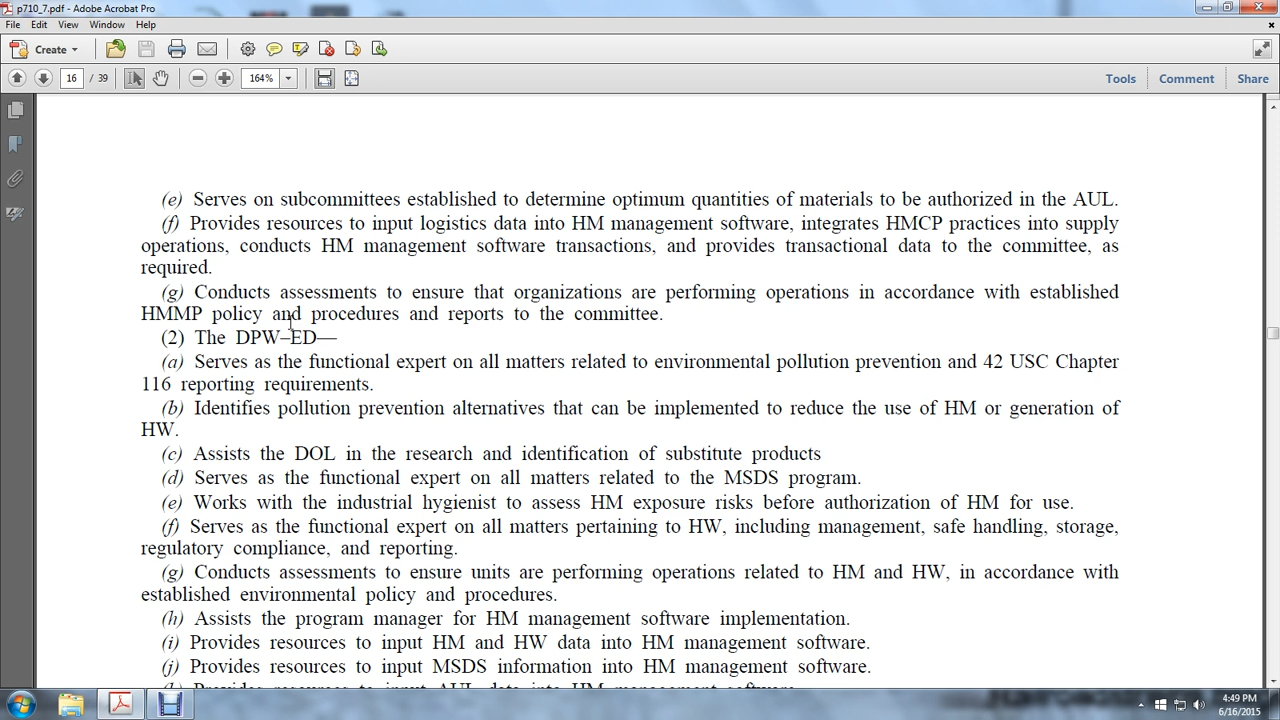 p710_7.pdf - Adobe Acrobat Pro
File Edit View Window Help
Create
16 / 39 164% Tools Comment Share
(e) Serves on subcommittees established to determine optimum quantities of materials to be authorized in the AUL.
(f) Provides resources to input logistics data into HM management software, integrates HMCP practices into supply
operations, conducts HM management software transactions, and provides transactional data to the committee, as
required.
(g) Conducts assessments to ensure that organizations are performing operations in accordance with established
HMMP policy and procedures and reports to the committee.
(2) The DPW–ED—
(a) Serves as the functional expert on all matters related to environmental pollution prevention and 42 USC Chapter
116 reporting requirements.
(b) Identifies pollution prevention alternatives that can be implemented to reduce the use of HM or generation of
HW.
(c) Assists the DOL in the research and identification of substitute products
(d) Serves as the functional expert on all matters related to the MSDS program.
(e) Works with the industrial hygienist to assess HM exposure risks before authorization of HM for use.
(f) Serves as the functional expert on all matters pertaining to HW, including management, safe handling, storage,
regulatory compliance, and reporting.
(g) Conducts assessments to ensure units are performing operations related to HM and HW, in accordance with
established environmental policy and procedures.
(h) Assists the program manager for HM management software implementation.
(i) Provides resources to input HM and HW data into HM management software.
(j) Provides resources to input MSDS information into HM management software.
(k) Provides resources to input AUL data into HM management software.
4:49 PM
6/16/2015